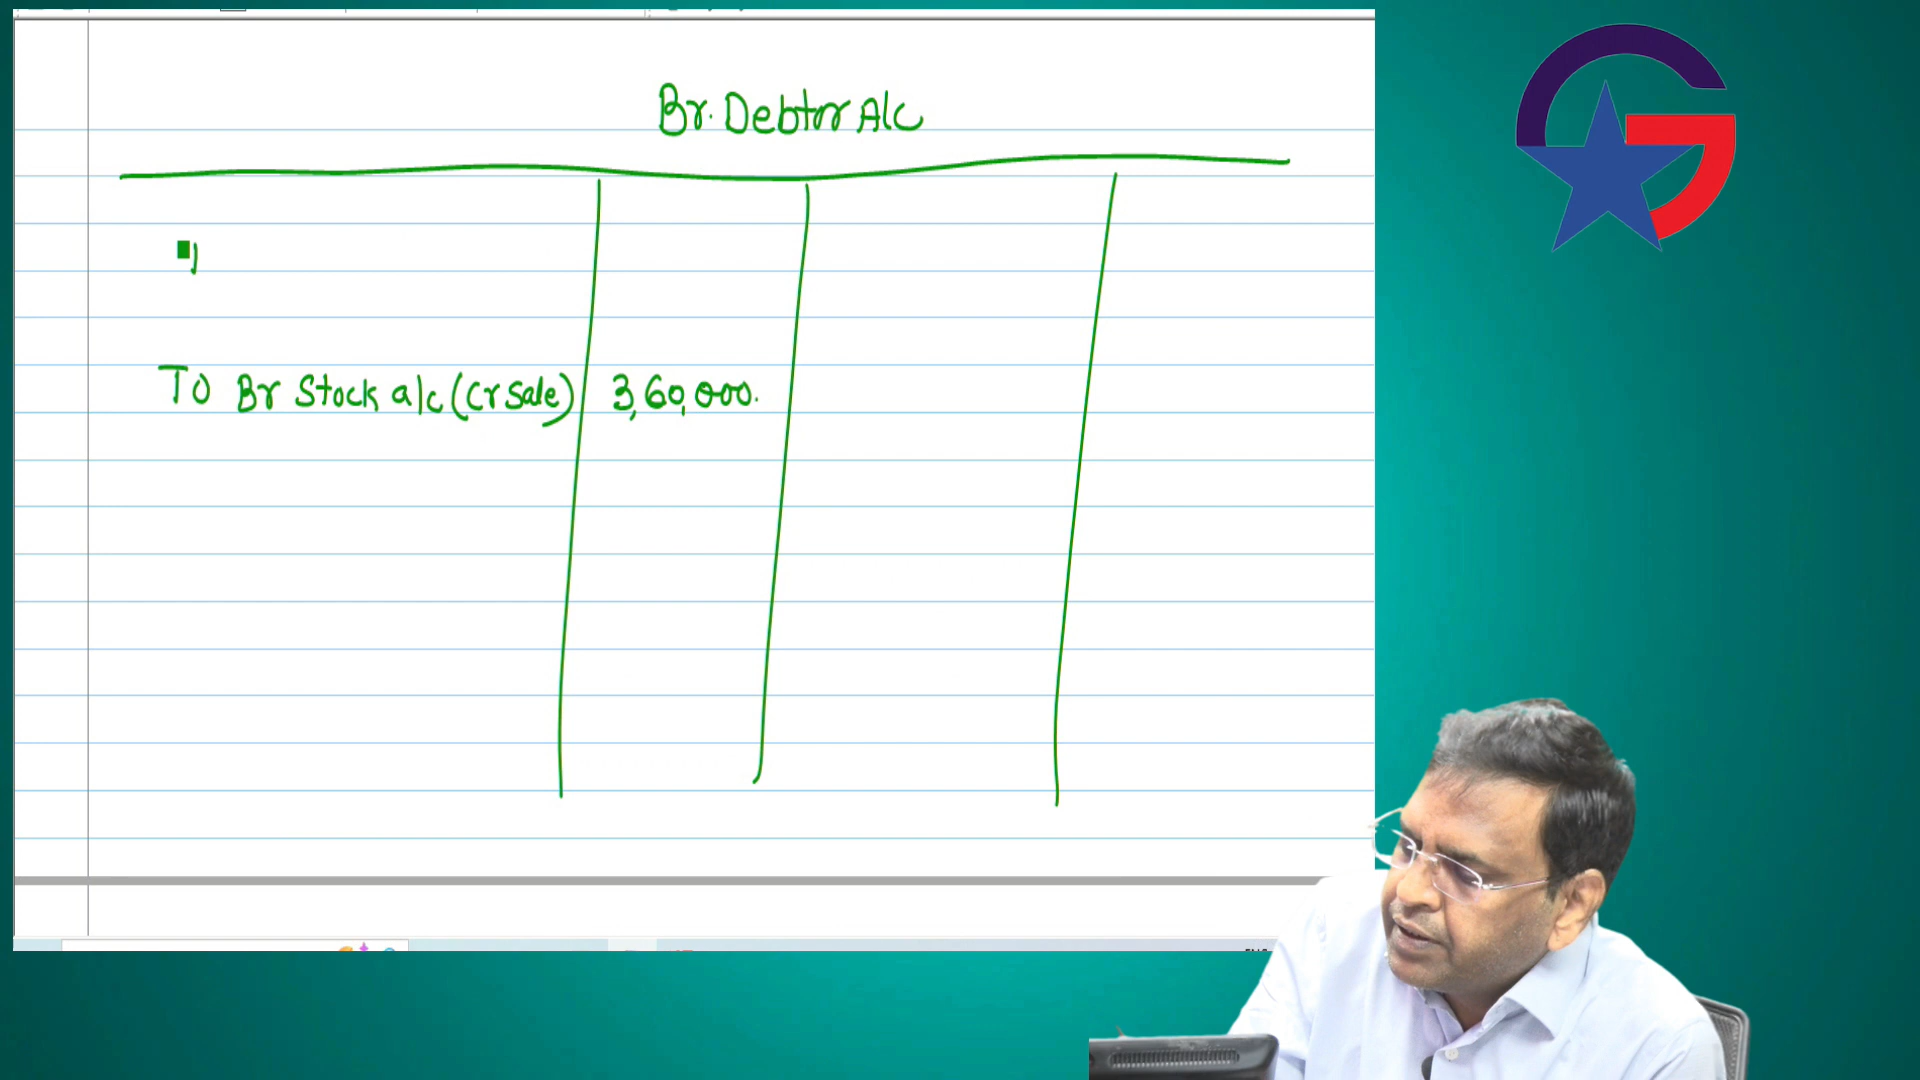 Br. Debtor A/c
To Br Stock a/c (Cr Sale) 3,60,000.